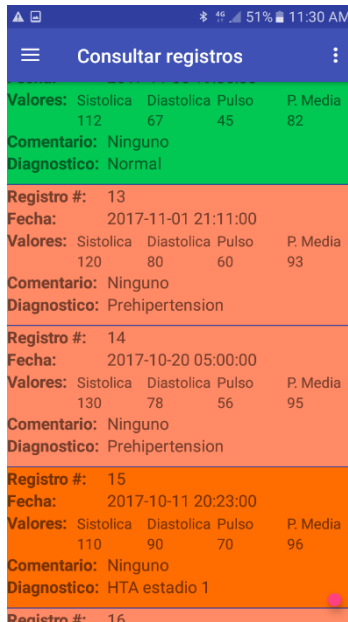 4G 51% 11:30 AM
Consultar registros
Valores: Sistolica Diastolica Pulso P. Media
112 67 45 82
Comentario: Ninguno
Diagnostico: Normal
Registro #: 13
Fecha: 2017-11-01 21:11:00
Valores: Sistolica Diastolica Pulso P. Media
120 80 60 93
Comentario: Ninguno
Diagnostico: Prehipertension
Registro #: 14
Fecha: 2017-10-20 05:00:00
Valores: Sistolica Diastolica Pulso P. Media
130 78 56 95
Comentario: Ninguno
Diagnostico: Prehipertension
Registro #: 15
Fecha: 2017-10-11 20:23:00
Valores: Sistolica Diastolica Pulso P. Media
110 90 70 96
Comentario: Ninguno
Diagnostico: HTA estadio 1
Registro #: 16